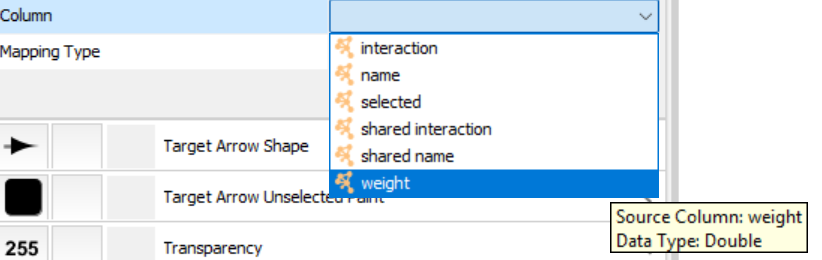 Column
Mapping Type
interaction
name
selected
shared interaction
shared name
weight
Target Arrow Shape
Target Arrow Unselected Paint
Source Column: weight
Data Type: Double
255
Transparency